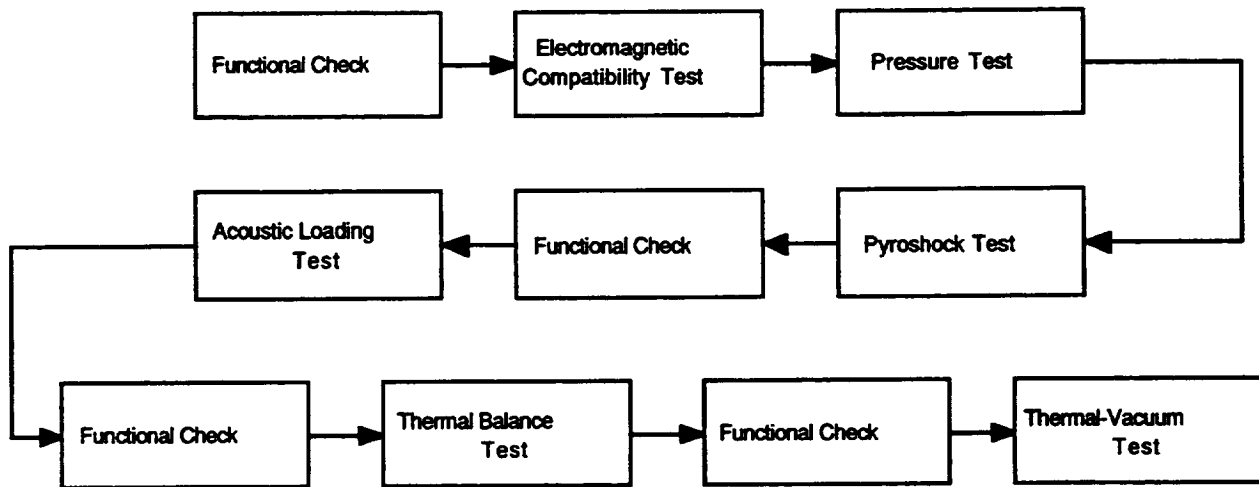 Functional Check
Electromagnetic
Compatibility Test
Pressure Test
Pyroshock Test
Functional Check
Acoustic Loading
Test
Functional Check
Thermal Balance
Test
Functional Check
Thermal-Vacuum
Test